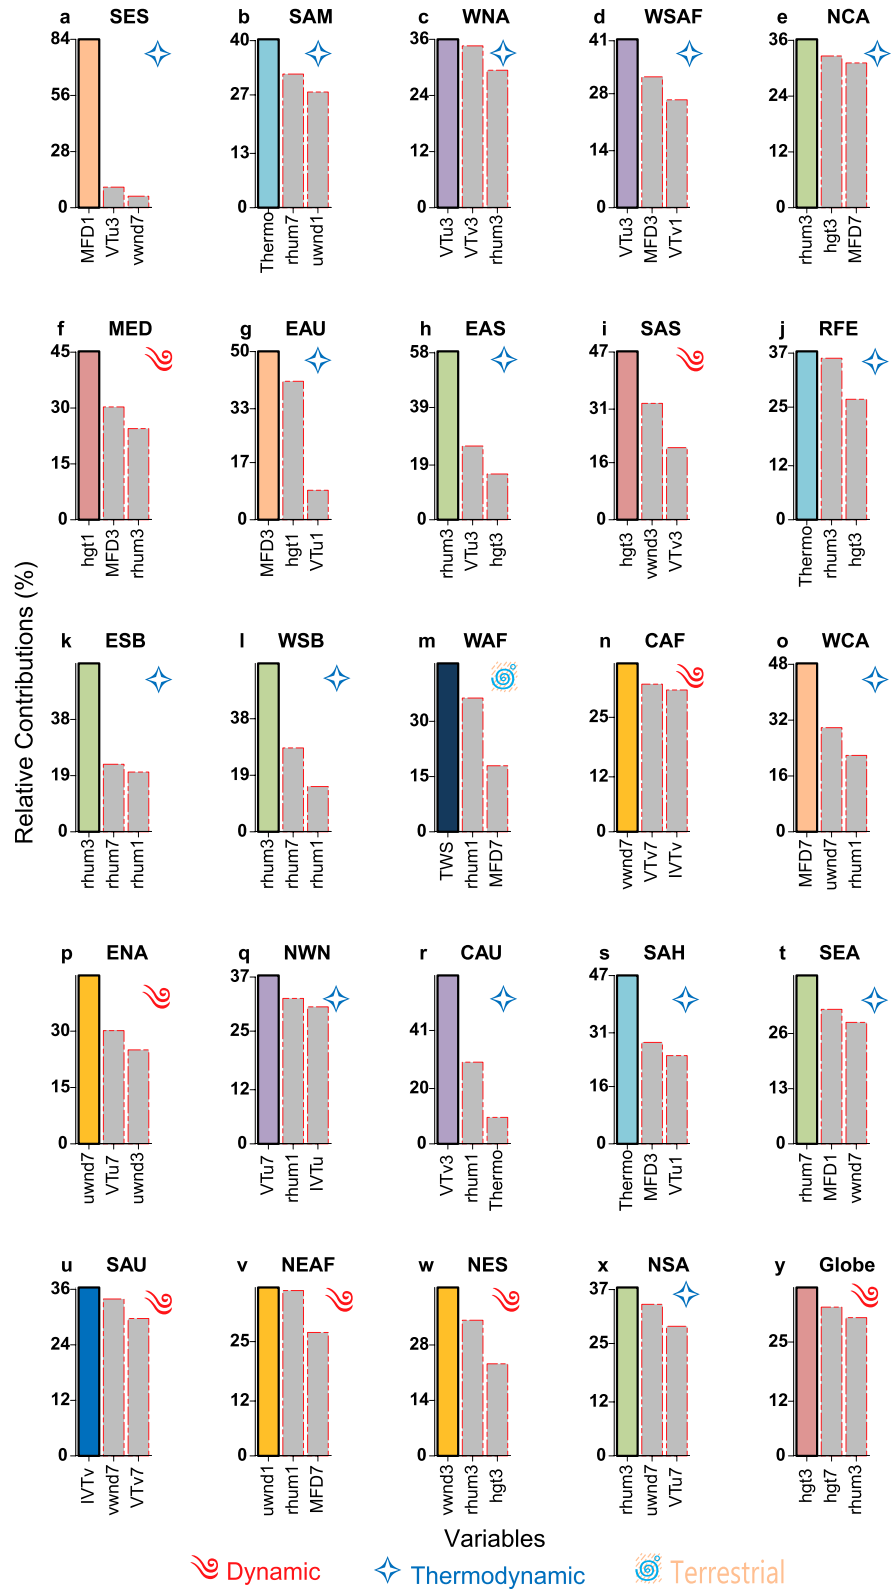 a SES
84
56
28
0
MFD1
VTu3
vwnd7
b SAM
40
27
13
0
Thermo
rhum7
uwnd1
c WNA
36
24
12
0
VTu3
VTv3
rhum3
d WSAF
41
28
14
0
VTu3
MFD3
VTv1
e NCA
36
24
12
0
rhum3
hgt3
MFD7
f MED
45
30
15
0
hgt1
MFD3
rhum3
g EAU
50
33
17
0
MFD3
hgt1
VTu1
h EAS
58
39
19
0
rhum3
VTu3
hgt3
i SAS
47
31
16
0
hgt3
vwnd3
VTv3
j RFE
37
25
12
0
Thermo
rhum3
hgt3
Relative Contributions (%)
k ESB
38
19
0
rhum3
rhum7
rhum1
l WSB
38
19
0
rhum3
rhum7
rhum1
m WAF
30
15
0
TWS
rhum1
MFD7
n CAF
25
12
0
vwnd7
VTv7
IVTv
o WCA
48
32
16
0
MFD7
uwnd7
rhum1
p ENA
30
15
0
uwnd7
VTu7
uwnd3
q NWN
37
25
12
0
VTu7
rhum1
IVTu
r CAU
41
20
0
VTv3
rhum1
Thermo
s SAH
47
31
16
0
Thermo
MFD3
VTu1
t SEA
26
13
0
rhum7
MFD1
vwnd7
u SAU
36
24
12
0
IVTv
vwnd7
VTv7
v NEAF
25
12
0
uwnd1
rhum1
MFD7
w NES
28
14
0
vwnd3
rhum3
hgt3
x NSA
37
25
12
0
rhum3
uwnd7
VTu7
y Globe
25
12
0
hgt3
hgt7
rhum3
Variables
Dynamic Thermodynamic Terrestrial